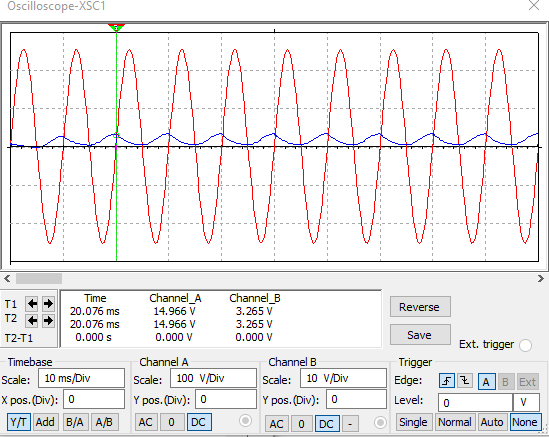 Oscilloscope-XSC1
T1
T2
T2-T1
Time Channel_A Channel_B
20.076 ms 14.966 V 3.265 V
20.076 ms 14.966 V 3.265 V
0.000 s 0.000 V 0.000 V
Reverse
Save
Ext. trigger
Timebase
Scale: 10 ms/Div
X pos.(Div): 0
Y/T Add B/A A/B
Channel A
Scale: 100 V/Div
Y pos.(Div): 0
AC 0 DC
Channel B
Scale: 10 V/Div
Y pos.(Div): 0
AC 0 DC -
Trigger
Edge: A B Ext
Level: 0 V
Single Normal Auto None